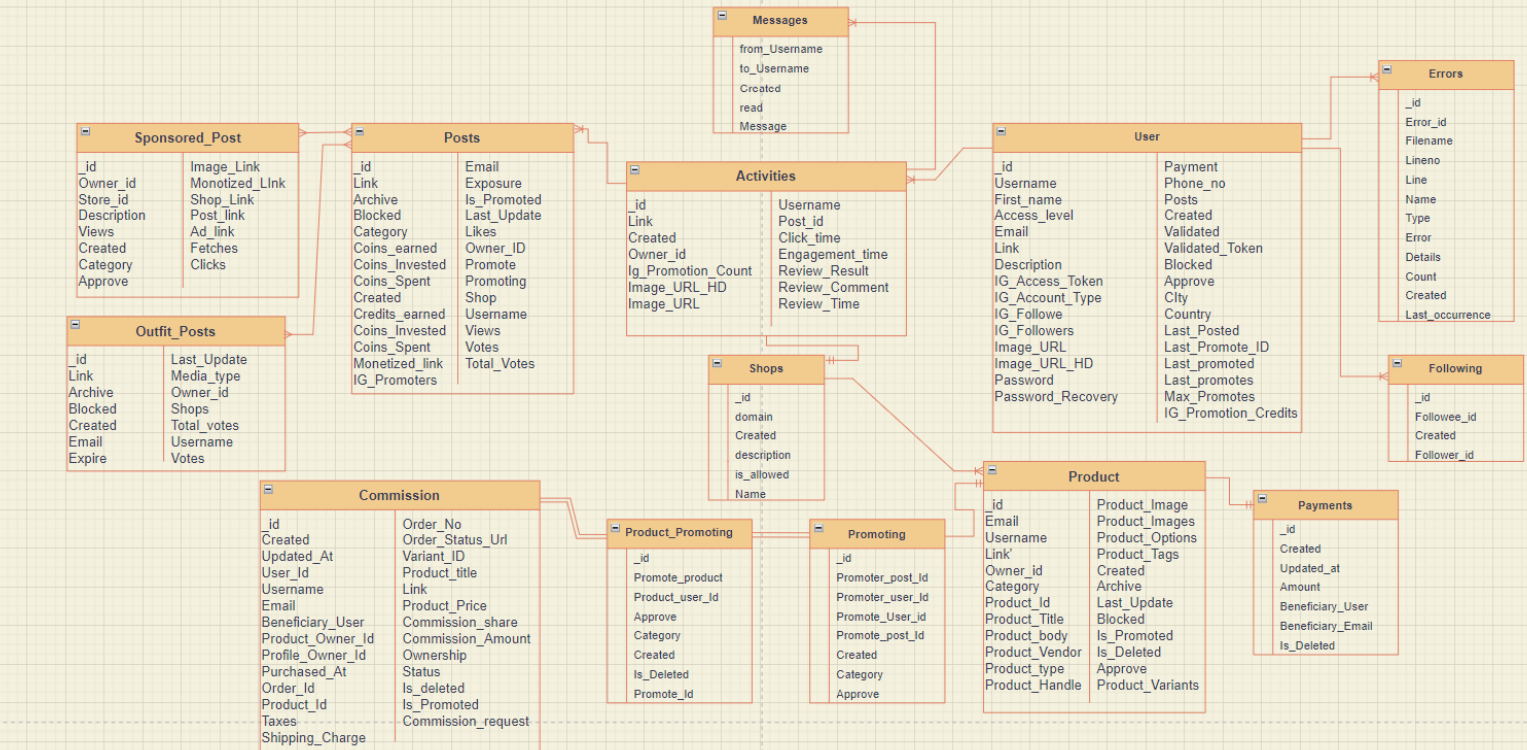 Messages
from_Username
to_Username
Created
read
Message
Errors
_id
Error_id
Filename
Lineno
Line
Name
Type
Error
Details
Count
Created
Last_occurrence
Sponsored_Post
_id
Owner_id
Store_id
Description
Views
Created
Category
Approve
Image_Link
Monotized_LInk
Shop_Link
Post_link
Ad_link
Fetches
Clicks
Posts
_id
Link
Archive
Blocked
Category
Coins_earned
Coins_Invested
Coins_Spent
Created
Credits_earned
Coins_Invested
Coins_Spent
Monetized_link
IG_Promoters
Email
Exposure
Is_Promoted
Last_Update
Likes
Owner_ID
Promote
Promoting
Shop
Username
Views
Votes
Total_Votes
Activities
_id
Link
Created
Owner_id
Ig_Promotion_Count
Image_URL_HD
Image_URL
Username
Post_id
Click_time
Engagement_time
Review_Result
Review_Comment
Review_Time
User
_id
Username
First_name
Access_level
Email
Link
Description
IG_Access_Token
IG_Account_Type
IG_Followe
IG_Followers
Image_URL
Image_URL_HD
Password
Password_Recovery
Payment
Phone_no
Posts
Created
Validated
Validated_Token
Blocked
Approve
CIty
Country
Last_Posted
Last_Promote_ID
Last_promoted
Last_promotes
Max_Promotes
IG_Promotion_Credits
Outfit_Posts
_id
Link
Archive
Blocked
Created
Email
Expire
Last_Update
Media_type
Owner_id
Shops
Total_votes
Username
Votes
Shops
_id
domain
Created
description
is_allowed
Name
Following
_id
Followee_id
Created
Follower_id
Commission
_id
Created
Updated_At
User_Id
Username
Email
Beneficiary_User
Product_Owner_Id
Profile_Owner_Id
Purchased_At
Order_Id
Product_Id
Taxes
Shipping_Charge
Order_No
Order_Status_Url
Variant_ID
Product_title
Link
Product_Price
Commission_share
Commission_Amount
Ownership
Status
Is_deleted
Is_Promoted
Commission_request
Product_Promoting
_id
Promote_product
Product_user_Id
Approve
Category
Created
Is_Deleted
Promote_Id
Promoting
_id
Promoter_post_Id
Promoter_user_Id
Promote_User_id
Promote_post_Id
Created
Category
Approve
Product
_id
Email
Username
Link'
Owner_id
Category
Product_Id
Product_Title
Product_body
Product_Vendor
Product_type
Product_Handle
Product_Image
Product_Images
Product_Options
Product_Tags
Created
Archive
Last_Update
Blocked
Is_Promoted
Is_Deleted
Approve
Product_Variants
Payments
_id
Created
Updated_at
Amount
Beneficiary_User
Beneficiary_Email
Is_Deleted